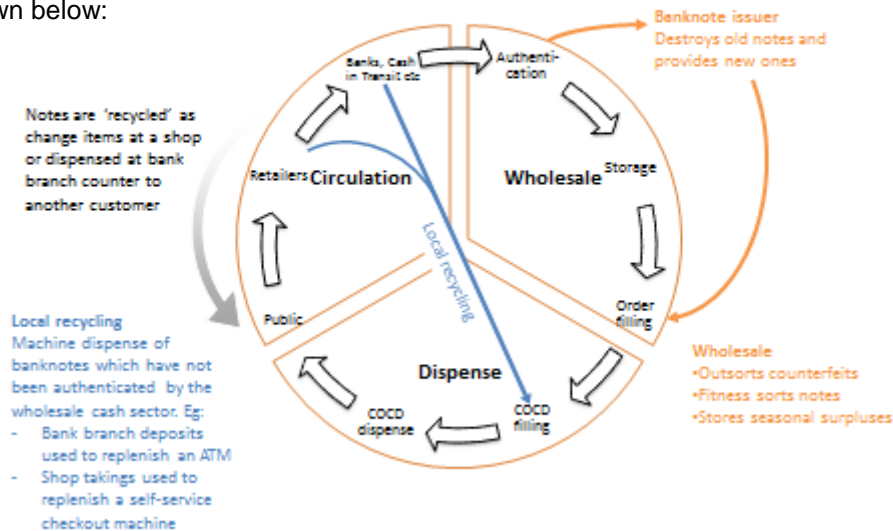 wn below:
Banknote issuer
Destroys old notes and
provides new ones
Banks, Cash
in Transit etc
Authenti-
cation
Notes are 'recycled' as
change items at a shop
or dispensed at bank
branch counter to
another customer
Retailers
Circulation
Wholesale
Storage
Local recycling
Public
Order
filling
Local recycling
Machine dispense of
banknotes which have not
been authenticated by the
wholesale cash sector. Eg:
- Bank branch deposits
used to replenish an ATM
- Shop takings used to
replenish a self-service
checkout machine
Dispense
COCD
dispense
COCD
filling
Wholesale
•Outsorts counterfeits
•Fitness sorts notes
•Stores seasonal surpluses